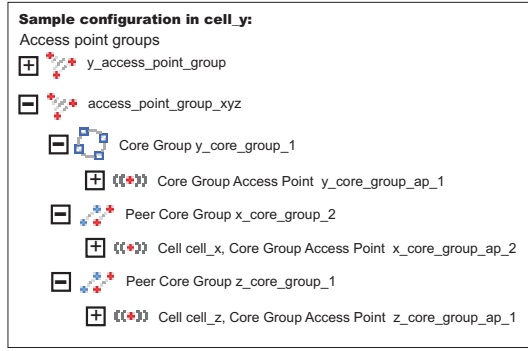 Sample configuration in cell_y:
Access point groups
y_access_point_group
access_point_group_xyz
Core Group y_core_group_1
Core Group Access Point y_core_group_ap_1
Peer Core Group x_core_group_2
Cell cell_x, Core Group Access Point x_core_group_ap_2
Peer Core Group z_core_group_1
Cell cell_z, Core Group Access Point z_core_group_ap_1